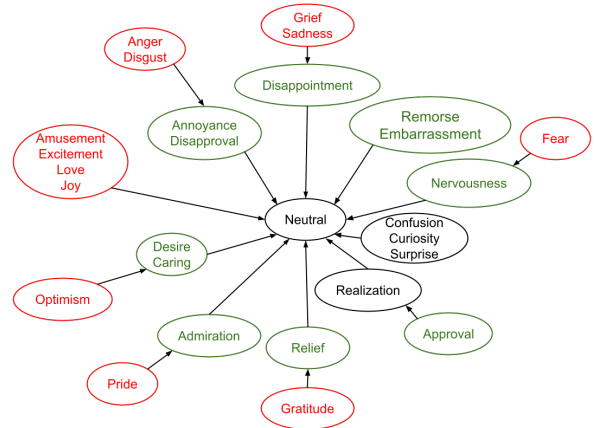 Grief
Sadness
Anger
Disgust
Disappointment
Annoyance
Disapproval
Remorse
Embarrassment
Fear
Amusement
Excitement
Love
Joy
Nervousness
Neutral
Confusion
Curiosity
Surprise
Desire
Caring
Realization
Optimism
Admiration
Relief
Approval
Pride
Gratitude